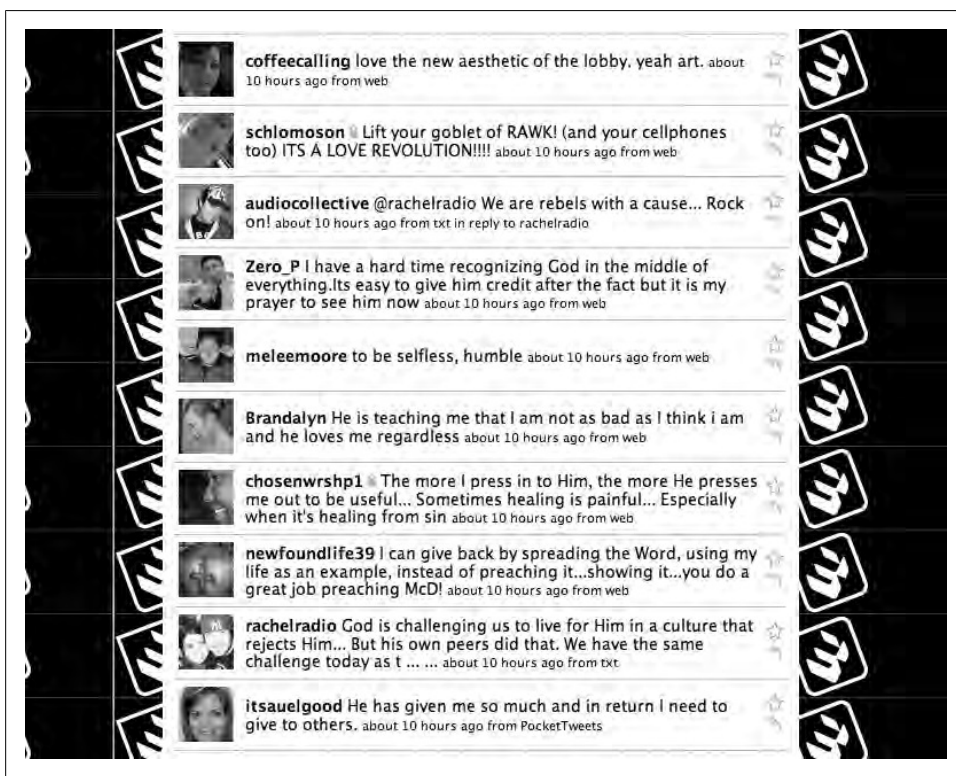 coffeecalling love the new aesthetic of the lobby. yeah art. about
10 hours ago from web
schlomoson Lift your goblet of RAWK! (and your cellphones
too) ITS A LOVE REVOLUTION!!!! about 10 hours ago from web
audiocollective @rachelradio We are rebels with a cause... Rock
on! about 10 hours ago from txt in reply to rachelradio
Zero_P I have a hard time recognizing God in the middle of
everything.Its easy to give him credit after the fact but it is my
prayer to see him now about 10 hours ago from web
meleemoore to be selfless, humble about 10 hours ago from web
Brandalyn He is teaching me that I am not as bad as I think i am
and he loves me regardless about 10 hours ago from web
chosenwrshp1 The more I press in to Him, the more He presses
me out to be useful... Sometimes healing is painful... Especially
when it's healing from sin about 10 hours ago from web
newfoundlife39 I can give back by spreading the Word, using my
life as an example, instead of preaching it...showing it...you do a
great job preaching McD! about 10 hours ago from web
rachelradio God is challenging us to live for Him in a culture that
rejects Him... But his own peers did that. We have the same
challenge today as t ... ... about 10 hours ago from txt
itsauelgood He has given me so much and in return I need to
give to others. about 10 hours ago from PocketTweets